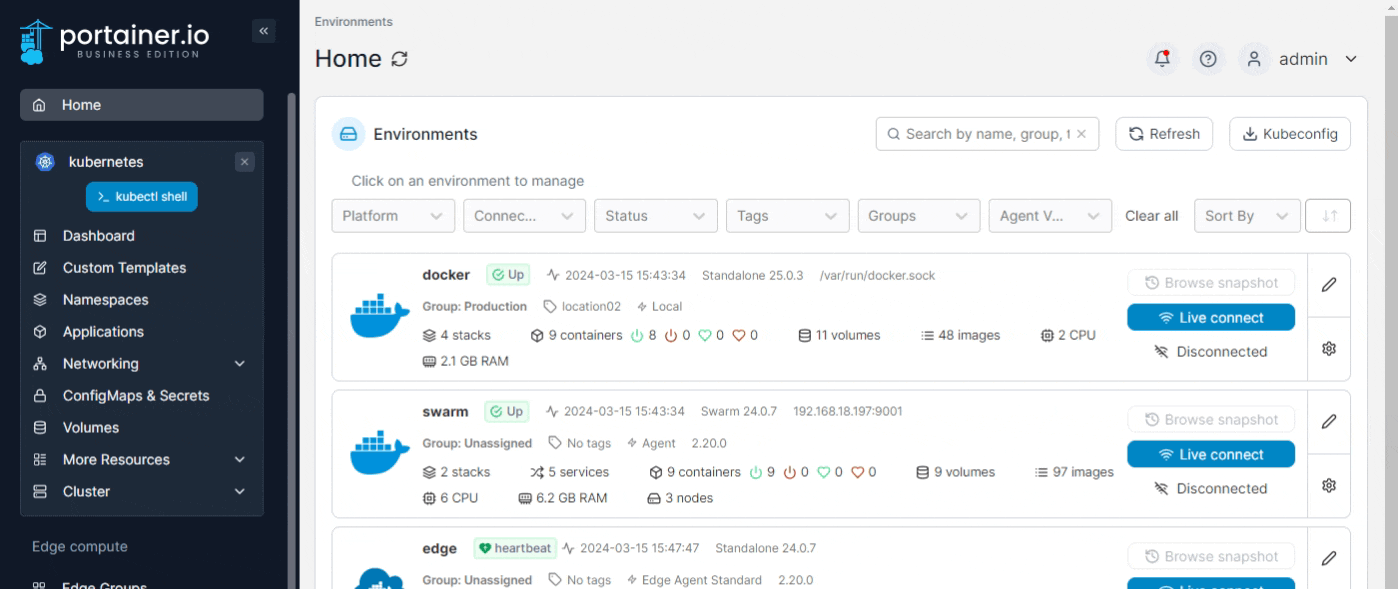 portainer.io
BUSINESS EDITION
Home
kubernetes
>_ kubectl shell
Dashboard
Custom Templates
Namespaces
Applications
Networking
ConfigMaps & Secrets
Volumes
More Resources
Cluster
Edge compute
Edge Groups
Environments
Home
admin
Environments
Search by name, group, t
Refresh
Kubeconfig
Click on an environment to manage
Platform Connec... Status Tags Groups Agent V... Clear all Sort By
docker Up 2024-03-15 15:43:34 Standalone 25.0.3 /var/run/docker.sock
Group: Production location02 Local
4 stacks 9 containers 8 0 0 0 11 volumes 48 images 2 CPU
2.1 GB RAM
Browse snapshot
Live connect
Disconnected
swarm Up 2024-03-15 15:43:34 Swarm 24.0.7 192.168.18.197:9001
Group: Unassigned No tags Agent 2.20.0
2 stacks 5 services 9 containers 9 0 0 0 9 volumes 97 images
6 CPU 6.2 GB RAM 3 nodes
Browse snapshot
Live connect
Disconnected
edge heartbeat 2024-03-15 15:47:47 Standalone 24.0.7
Group: Unassigned No tags Edge Agent Standard 2.20.0
Browse snapshot
Live connect